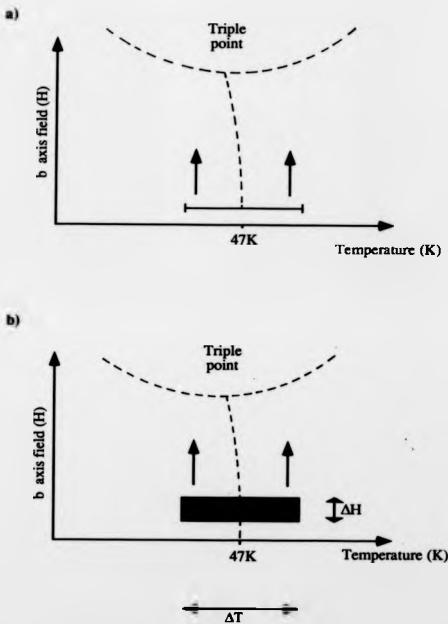 a)
Triple
point
b axis field (H)
47K
Temperature (K)
b)
Triple
point
b axis field (H)
ΔH
47K
Temperature (K)
ΔT